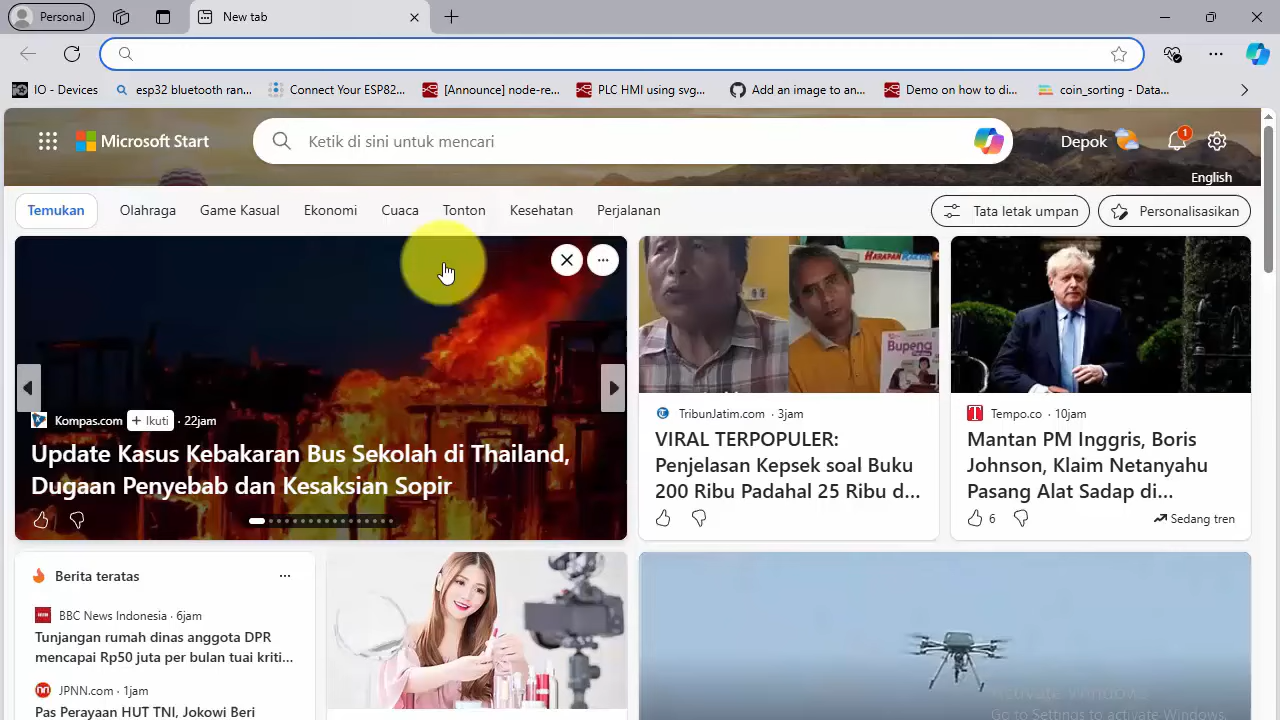 Personal
New tab
IO - Devices
esp32 bluetooth ran...
Connect Your ESP82...
[Announce] node-re...
PLC HMI using svg...
Add an image to an...
Demo on how to di...
coin_sorting - Data...
Microsoft Start
Ketik di sini untuk mencari
Depok
1
English
Temukan
Olahraga
Game Kasual
Ekonomi
Cuaca
Tonton
Kesehatan
Perjalanan
Tata letak umpan
Personalisasikan
Kompas.com + Ikuti · 22jam
Update Kasus Kebakaran Bus Sekolah di Thailand,
Dugaan Penyebab dan Kesaksian Sopir
HARAPAN
Bupena
TribunJatim.com · 3jam
VIRAL TERPOPULER:
Penjelasan Kepsek soal Buku
200 Ribu Padahal 25 Ribu d...
Tempo.co · 10jam
Mantan PM Inggris, Boris
Johnson, Klaim Netanyahu
Pasang Alat Sadap di...
6
Sedang tren
Berita teratas
BBC News Indonesia · 6jam
Tunjangan rumah dinas anggota DPR
mencapai Rp50 juta per bulan tuai kriti...
JPNN.com · 1jam
Pas Perayaan HUT TNI, Jokowi Beri
Activate Windows
Go to Settings to activate Windows.